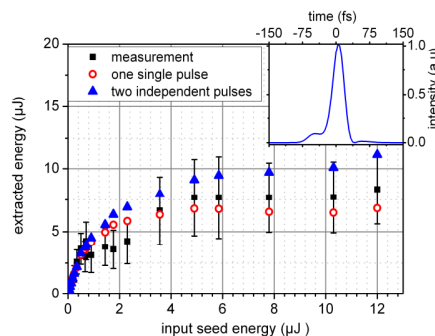 time (fs)
-150 -75 0 75 150
20
15
10
5
0
extracted energy (µJ)
measurement
one single pulse
two independent pulses
1.0
0.5
0.0
intensity (a.u)
0 2 4 6 8 10 12
input seed energy (µJ )